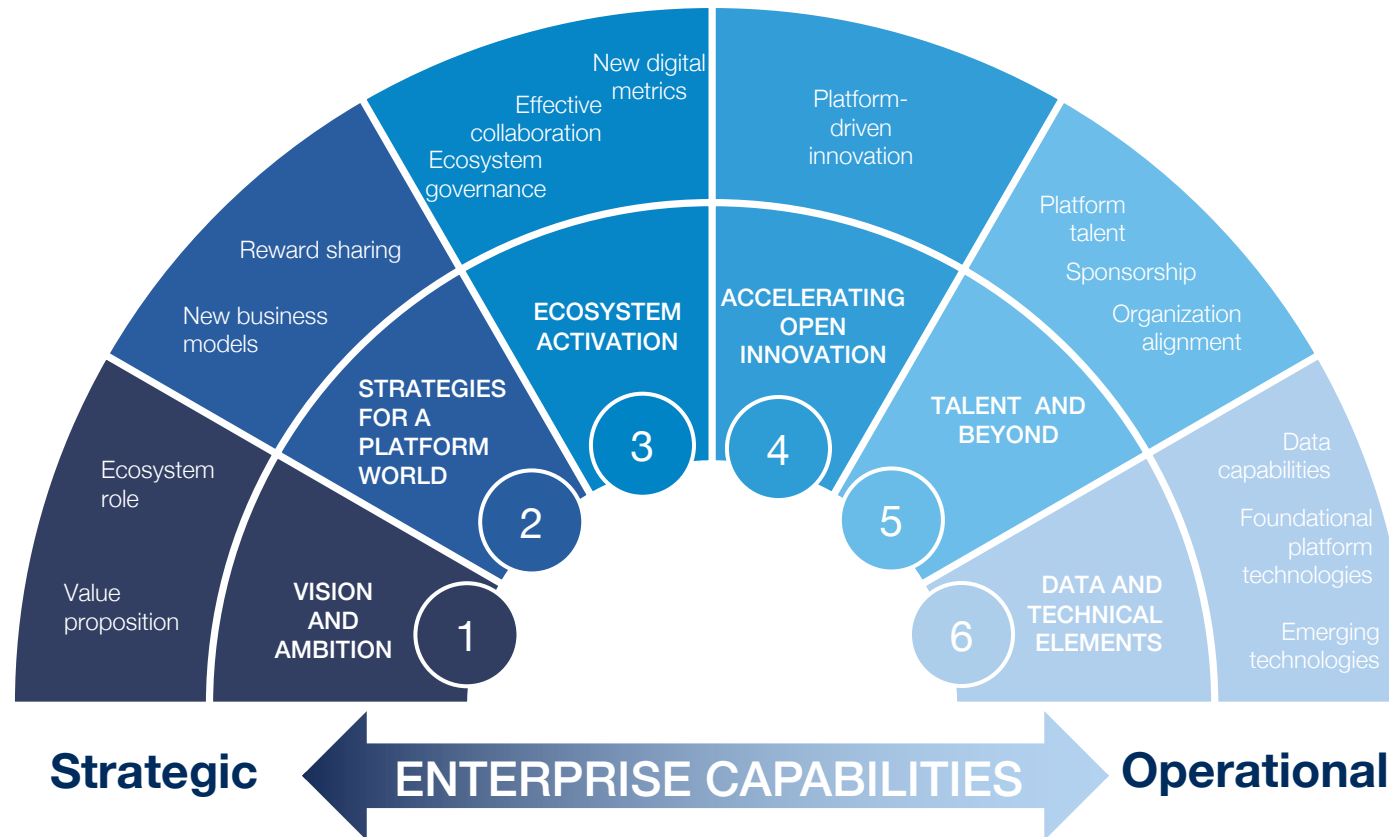 Value
proposition
Ecosystem
role
VISION
AND
AMBITION
1
New business
models
Reward sharing
STRATEGIES
FOR A
PLATFORM
WORLD
2
Ecosystem
governance
Effective
collaboration
New digital
metrics
ECOSYSTEM
ACTIVATION
3
Platform-
driven
innovation
ACCELERATING
OPEN
INNOVATION
4
Platform
talent
Sponsorship
Organization
alignment
TALENT AND
BEYOND
5
Data
capabilities
Foundational
platform
technologies
Emerging
technologies
DATA AND
TECHNICAL
ELEMENTS
6
Strategic
ENTERPRISE CAPABILITIES
Operational